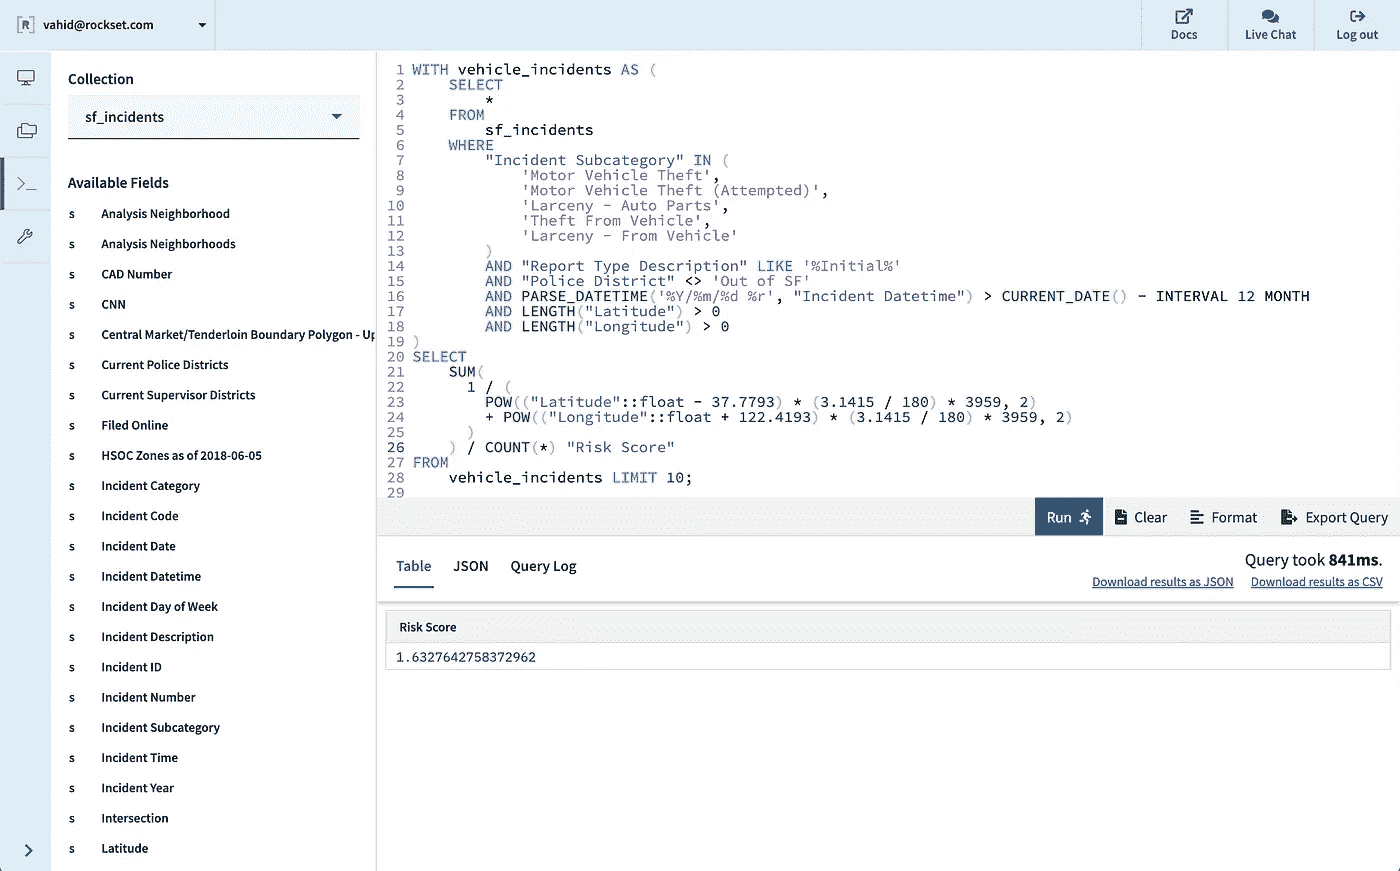 [R] vahid@rockset.com
Docs
Live Chat
Log out
Collection
sf_incidents
Available Fields
s Analysis Neighborhood
s Analysis Neighborhoods
s CAD Number
s CNN
s Central Market/Tenderloin Boundary Polygon - Up
s Current Police Districts
s Current Supervisor Districts
s Filed Online
s HSOC Zones as of 2018-06-05
s Incident Category
s Incident Code
s Incident Date
s Incident Datetime
s Incident Day of Week
s Incident Description
s Incident ID
s Incident Number
s Incident Subcategory
s Incident Time
s Incident Year
s Intersection
s Latitude
1 WITH vehicle_incidents AS (
2 SELECT
3 *
4 FROM
5 sf_incidents
6 WHERE
7 "Incident Subcategory" IN (
8 'Motor Vehicle Theft',
9 'Motor Vehicle Theft (Attempted)',
10 'Larceny - Auto Parts',
11 'Theft From Vehicle',
12 'Larceny - From Vehicle'
13 )
14 AND "Report Type Description" LIKE '%Initial%'
15 AND "Police District" <> 'Out of SF'
16 AND PARSE_DATETIME('%Y/%m/%d %r', "Incident Datetime") > CURRENT_DATE() - INTERVAL 12 MONTH
17 AND LENGTH("Latitude") > 0
18 AND LENGTH("Longitude") > 0
19 )
20 SELECT
21 SUM(
22 1 / (
23 POW(("Latitude"::float - 37.7793) * (3.1415 / 180) * 3959, 2)
24 + POW(("Longitude"::float + 122.4193) * (3.1415 / 180) * 3959, 2)
25 )
26 ) / COUNT(*) "Risk Score"
27 FROM
28 vehicle_incidents LIMIT 10;
29
Run
Clear
Format
Export Query
Table
JSON
Query Log
Query took 841ms.
Download results as JSON
Download results as CSV
Risk Score
1.6327642758372962